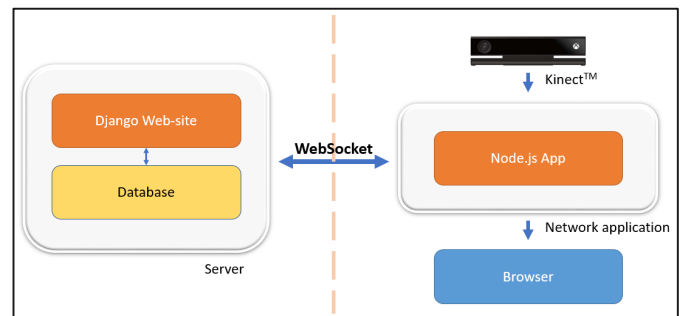 Django Web-site
Database
Server
WebSocket
Kinect™
Node.js App
Network application
Browser